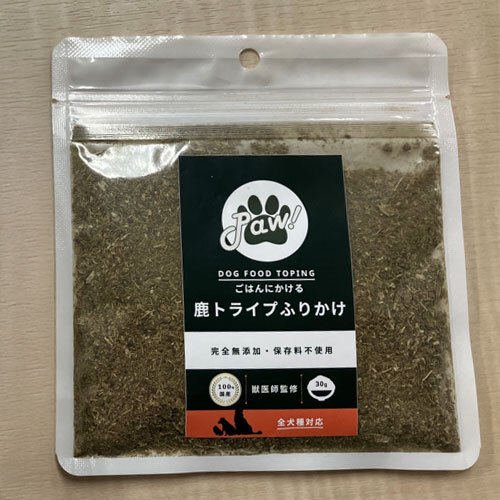 Paw!
DOG FOOD TOPING
ごはんにかける
鹿トライプふりかけ
完全無添加・保存料不使用
100%
国産
獣医師監修
30g
全犬種対応